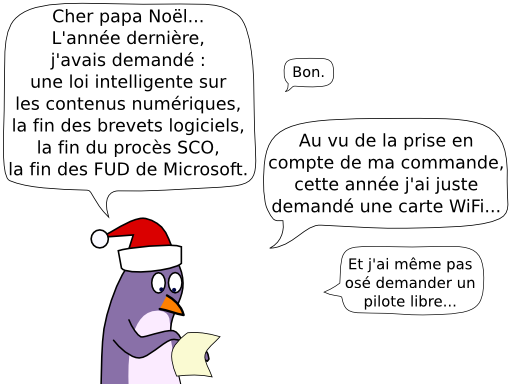 Cher papa Noël...
L'année dernière,
j'avais demandé :
une loi intelligente sur
les contenus numériques,
la fin des brevets logiciels,
la fin du procès SCO,
la fin des FUD de Microsoft.
Bon.
Au vu de la prise en
compte de ma commande,
cette année j'ai juste
demandé une carte WiFi...
Et j'ai même pas
osé demander un
pilote libre...